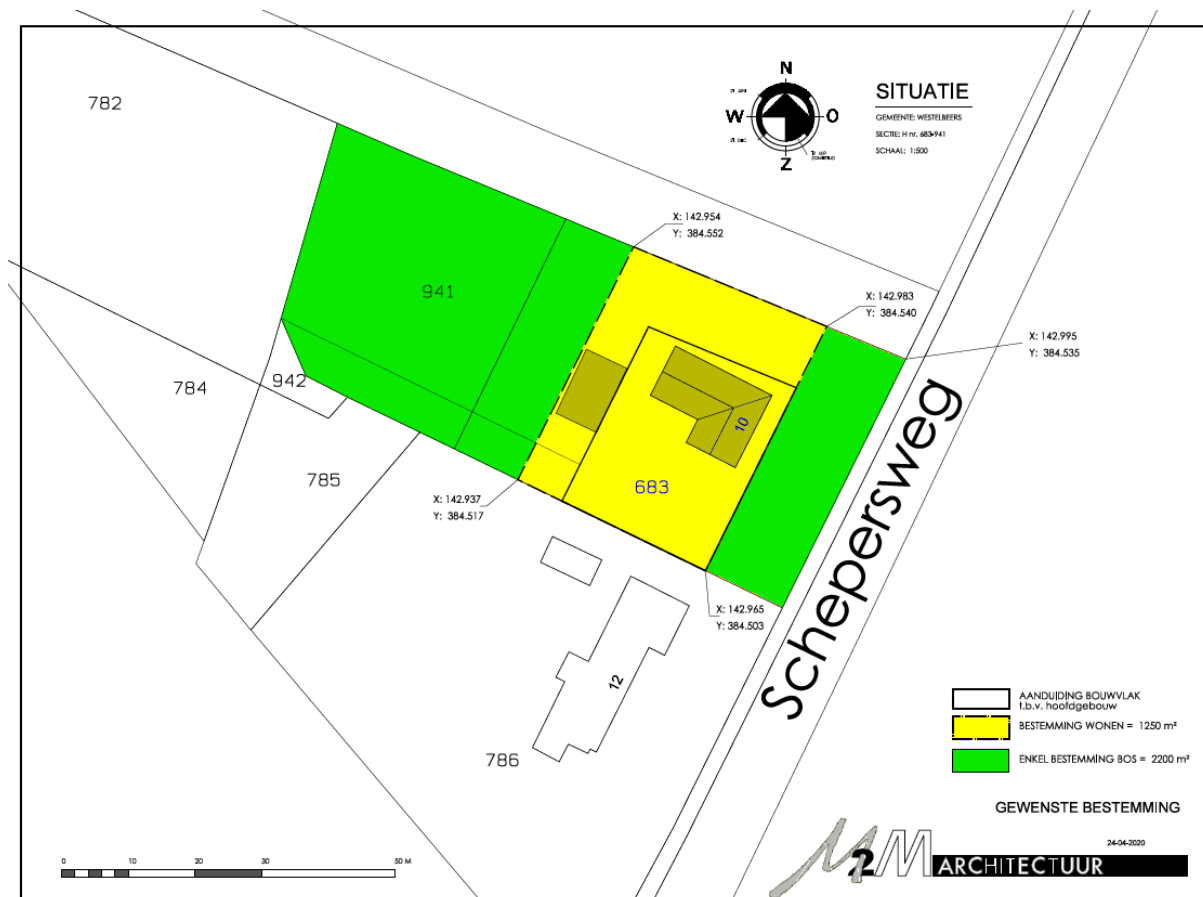 782
N
W
O
Z
SITUATIE
GEMEENTE: WESTELBEERS
SECTIE: H nr. 683+941
SCHAAL: 1:500
X: 142.954
Y: 384.552
941
X: 142.983
Y: 384.540
X: 142.995
Y: 384.535
784
942
10
785
683
X: 142.937
Y: 384.517
X: 142.965
Y: 384.503
Schepersweg
12
786
AANDUIDING BOUWVLAK
t.b.v. hoofdgebouw
BESTEMMING WONEN = 1250 m²
ENKEL BESTEMMING BOS = 2200 m²
GEWENSTE BESTEMMING
24-04-2020
M2M ARCHITECTUUR
0 10 20 30 50 M